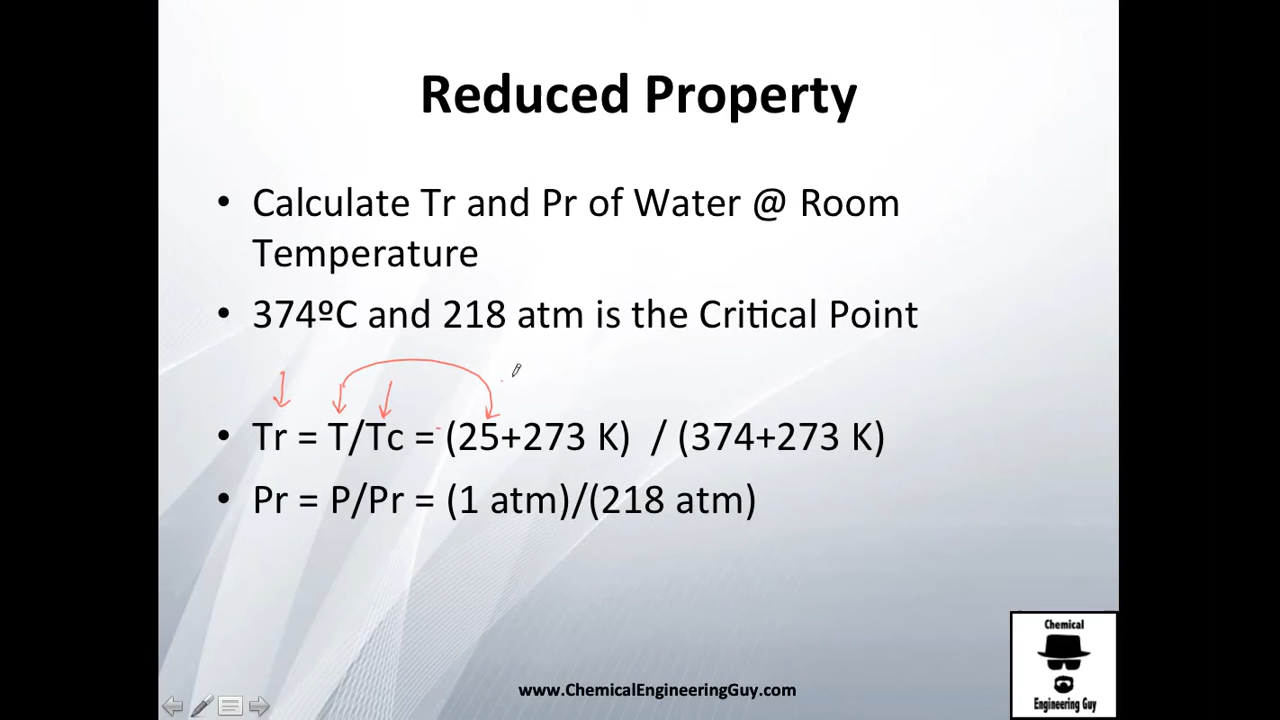 Reduced Property
• Calculate Tr and Pr of Water @ Room
Temperature
• 374ºC and 218 atm is the Critical Point
• Tr = T/Tc = (25+273 K) / (374+273 K)
• Pr = P/Pr = (1 atm)/(218 atm)
Chemical
Engineering Guy
www.ChemicalEngineeringGuy.com